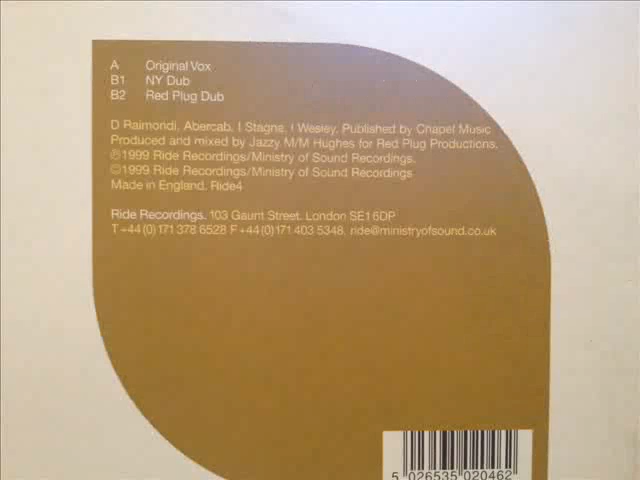 A Original Vox
B1 NY Dub
B2 Red Plug Dub
D Raimondi, Abercab, I Stagne, I Wesley. Published by Chapel Music
Produced and mixed by Jazzy M/M Hughes for Red Plug Productions.
℗1999 Ride Recordings/Ministry of Sound Recordings.
©1999 Ride Recordings/Ministry of Sound Recordings
Made in England. Ride4
Ride Recordings. 103 Gaunt Street. London SE1 6DP
T +44 (0) 171 378 6528 F +44 (0) 171 403 5348. ride@ministryofsound.co.uk
5 026535 020462